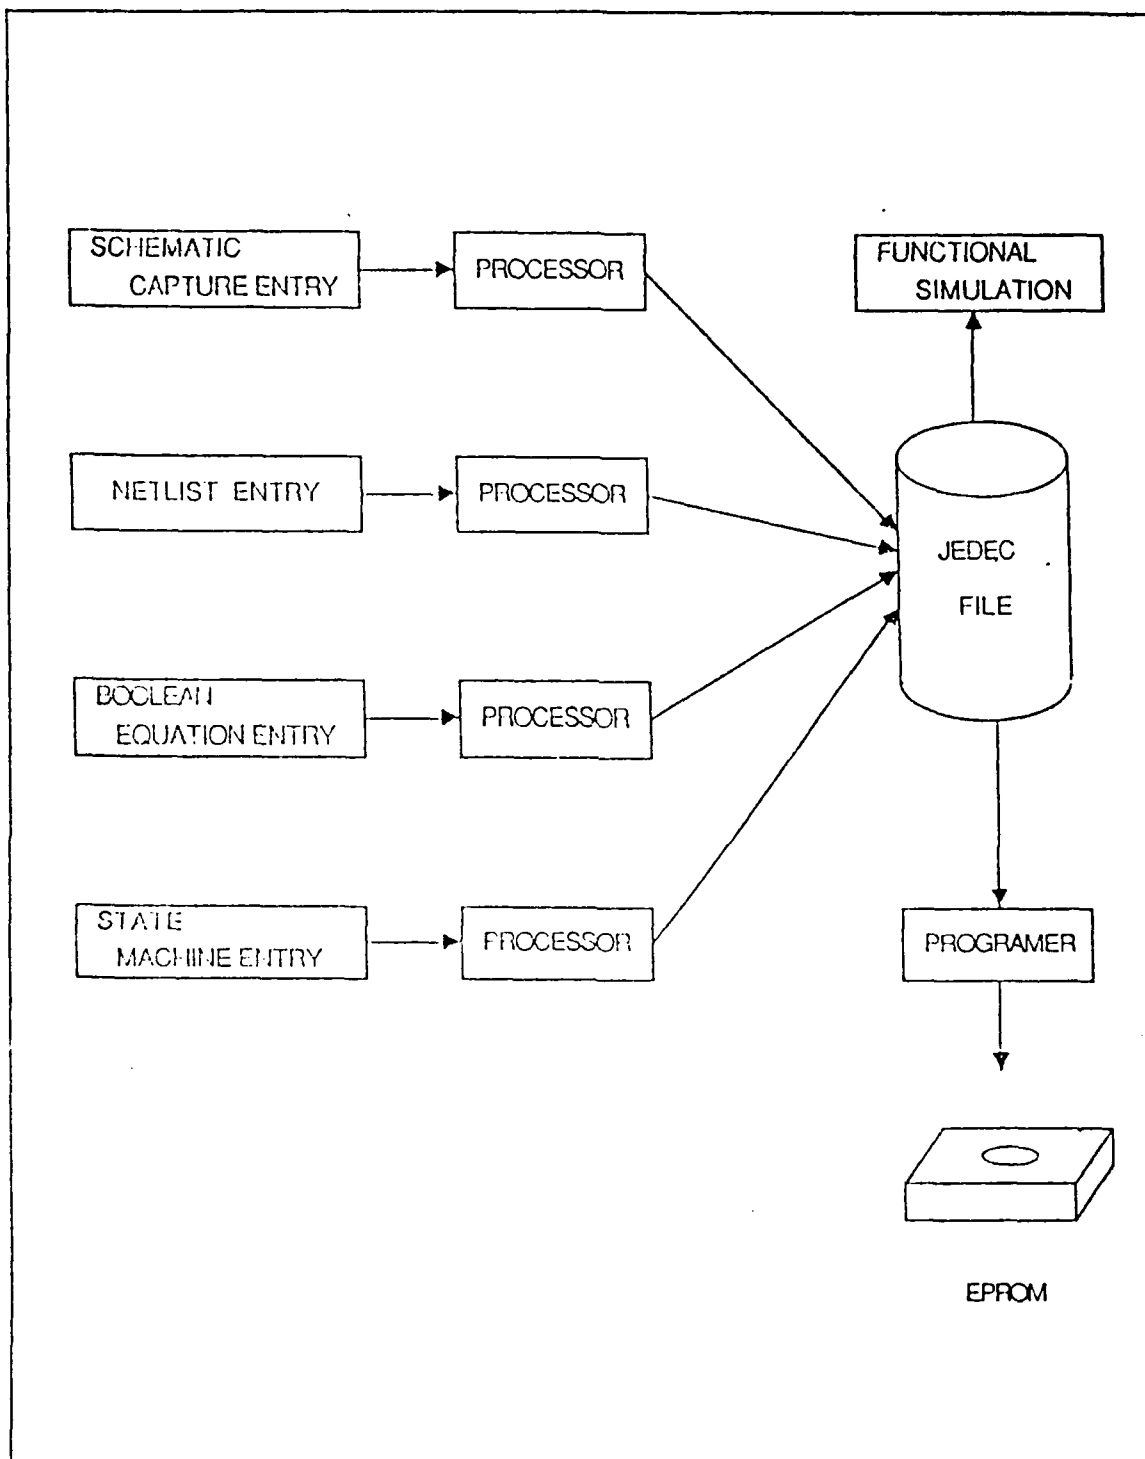 SCHEMATIC
CAPTURE ENTRY
PROCESSOR
FUNCTIONAL
SIMULATION
NETLIST ENTRY
PROCESSOR
JEDEC
FILE
BOOLEAN
EQUATION ENTRY
PROCESSOR
STATE
MACHINE ENTRY
PROCESSOR
PROGRAMER
EPROM